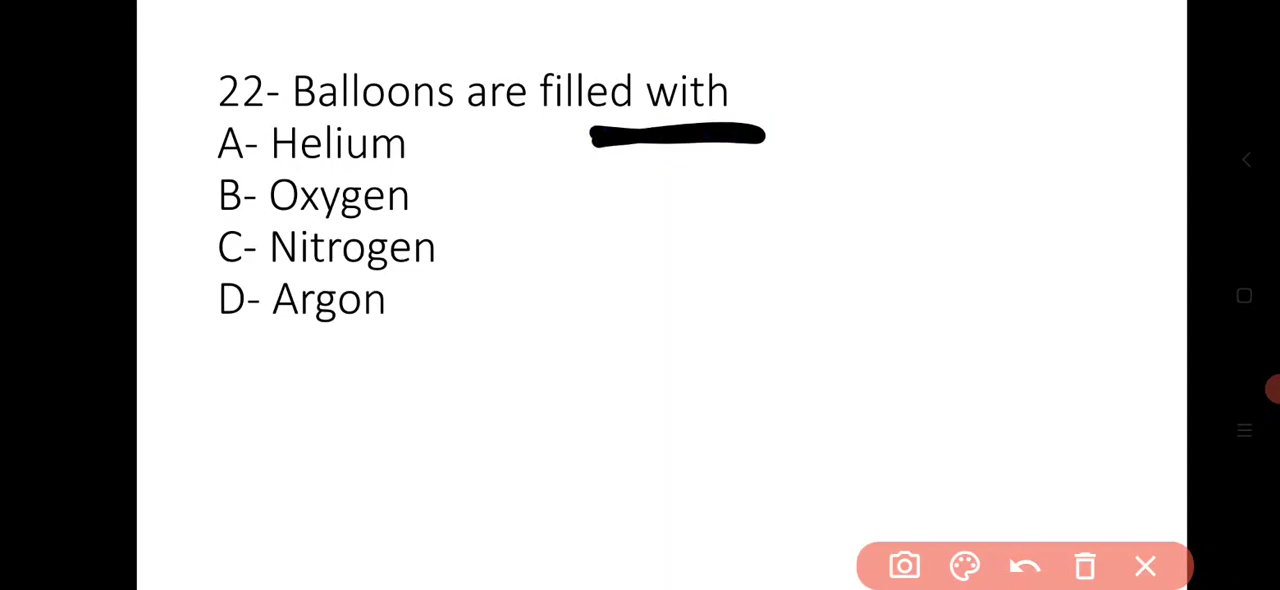 22- Balloons are filled with
A- Helium
B- Oxygen
C- Nitrogen
D- Argon